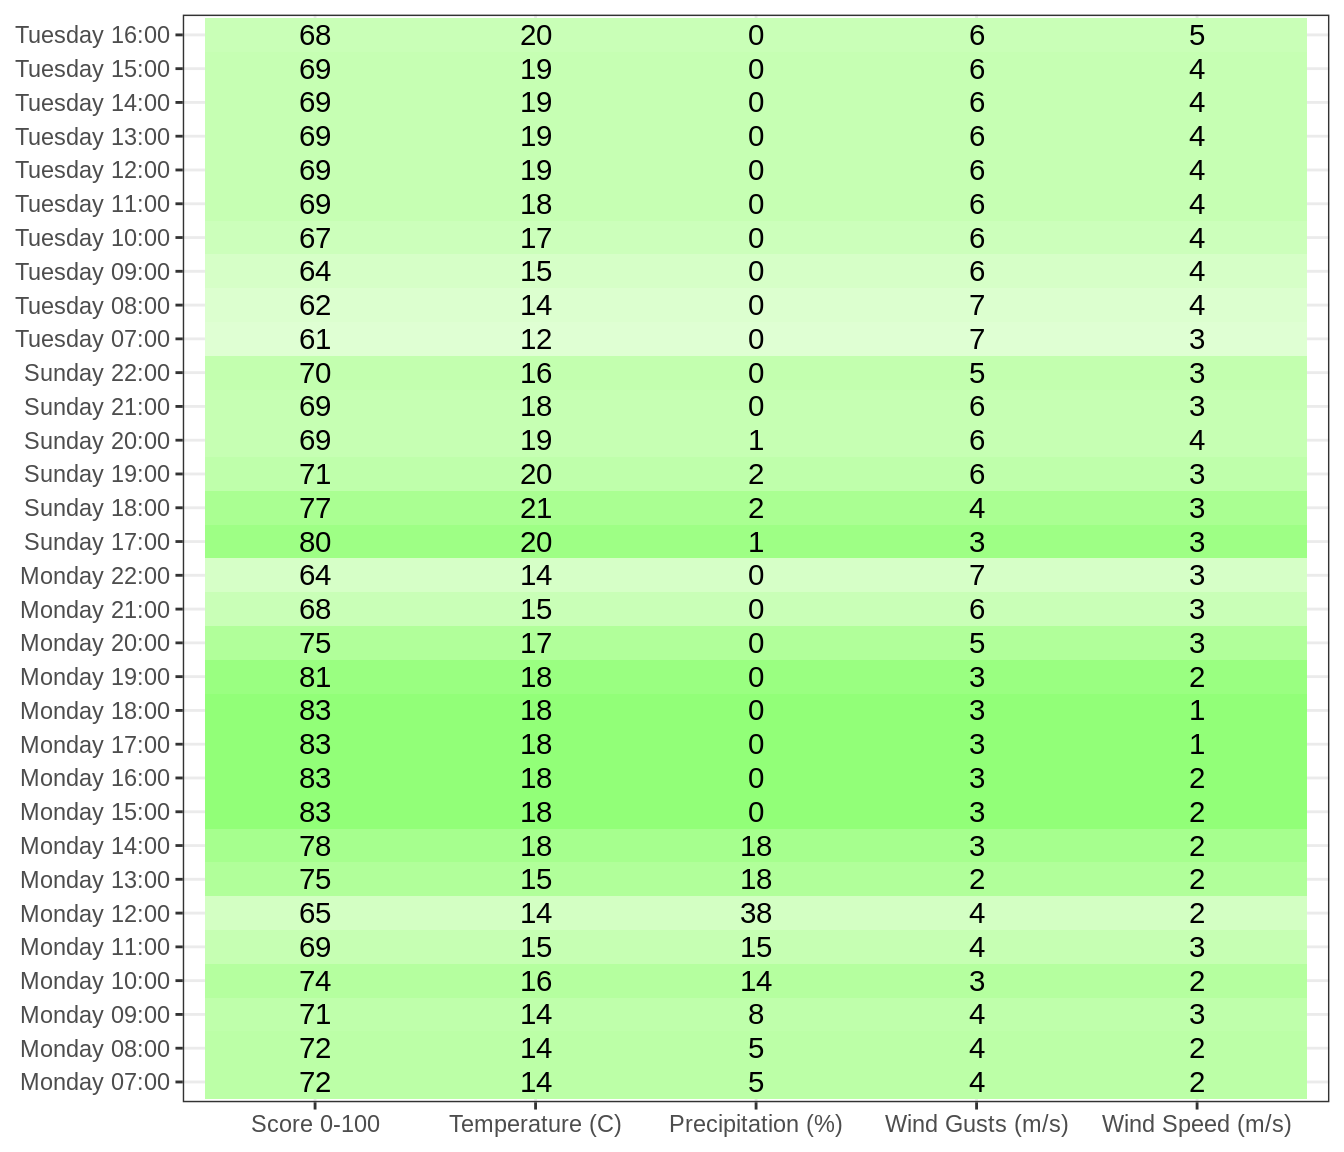 Tuesday 16:00 68 20 0 6 5
Tuesday 15:00 69 19 0 6 4
Tuesday 14:00 69 19 0 6 4
Tuesday 13:00 69 19 0 6 4
Tuesday 12:00 69 19 0 6 4
Tuesday 11:00 69 18 0 6 4
Tuesday 10:00 67 17 0 6 4
Tuesday 09:00 64 15 0 6 4
Tuesday 08:00 62 14 0 7 4
Tuesday 07:00 61 12 0 7 3
Sunday 22:00 70 16 0 5 3
Sunday 21:00 69 18 0 6 3
Sunday 20:00 69 19 1 6 4
Sunday 19:00 71 20 2 6 3
Sunday 18:00 77 21 2 4 3
Sunday 17:00 80 20 1 3 3
Monday 22:00 64 14 0 7 3
Monday 21:00 68 15 0 6 3
Monday 20:00 75 17 0 5 3
Monday 19:00 81 18 0 3 2
Monday 18:00 83 18 0 3 1
Monday 17:00 83 18 0 3 1
Monday 16:00 83 18 0 3 2
Monday 15:00 83 18 0 3 2
Monday 14:00 78 18 18 3 2
Monday 13:00 75 15 18 2 2
Monday 12:00 65 14 38 4 2
Monday 11:00 69 15 15 4 3
Monday 10:00 74 16 14 3 2
Monday 09:00 71 14 8 4 3
Monday 08:00 72 14 5 4 2
Monday 07:00 72 14 5 4 2
Score 0-100 Temperature (C) Precipitation (%) Wind Gusts (m/s) Wind Speed (m/s)